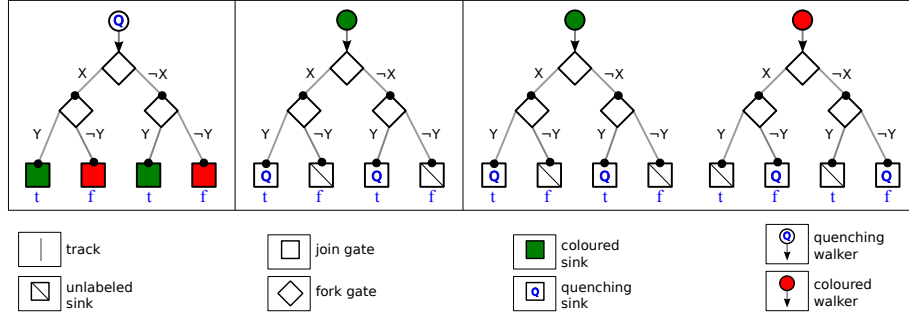 Q
X ¬X X ¬X X ¬X X ¬X
Y ¬Y Y ¬Y Y ¬Y Y ¬Y Y ¬Y Y ¬Y Y ¬Y Y ¬Y
Q Q Q Q Q Q
t f t f t f t f t f t f t f t f
track
join gate
coloured
sink
quenching
walker
Q
unlabeled
sink
fork gate
quenching
sink
Q
coloured
walker